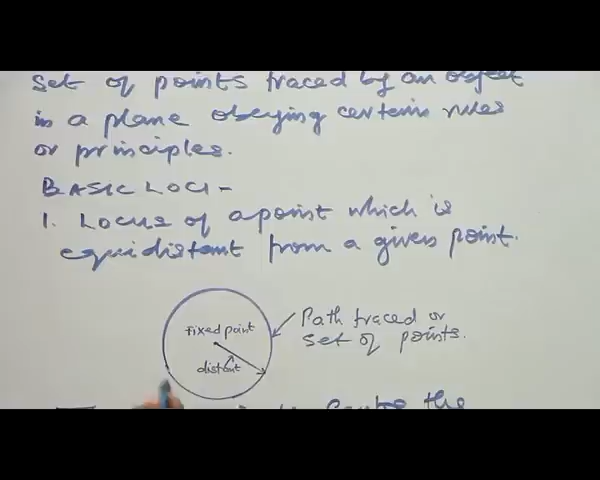 set of points traced by an object
in a plane obeying certain rules
or principles.
BASIC LOCI -
1. Locus of a point which is
equidistant from a given point.
Fixed point
distant
Path traced or
set of points.
the